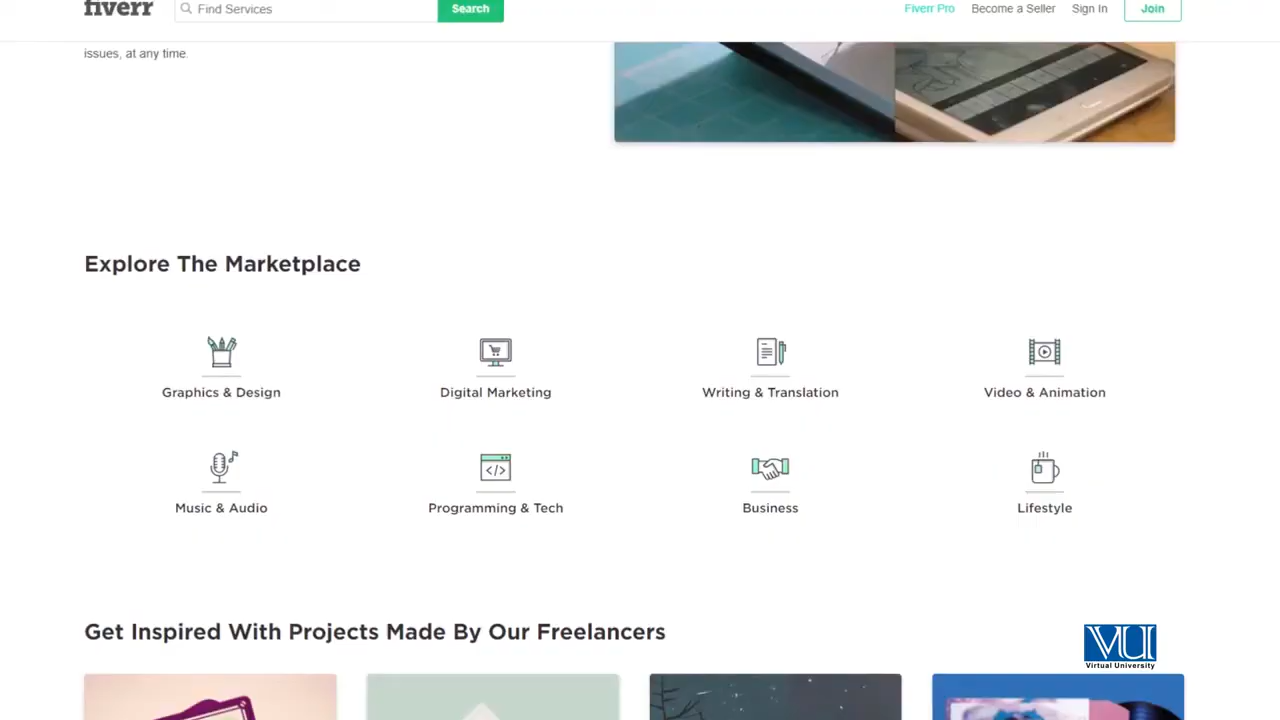 fiverr
Find Services
Search
Fiverr Pro
Become a Seller
Sign In
Join
issues, at any time.
Explore The Marketplace
Graphics & Design
Digital Marketing
Writing & Translation
Video & Animation
Music & Audio
Programming & Tech
Business
Lifestyle
Get Inspired With Projects Made By Our Freelancers
VU
Virtual University